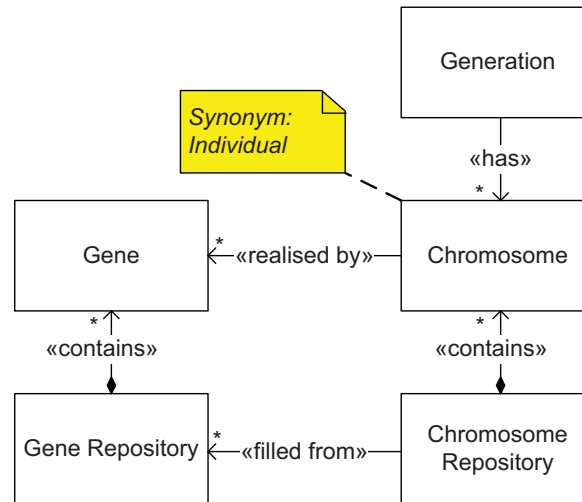 Generation
Synonym:
Individual
«has»
*
Gene
*
«realised by»
Chromosome
*
«contains»
*
«contains»
Gene Repository
*
«filled from»
Chromosome
Repository